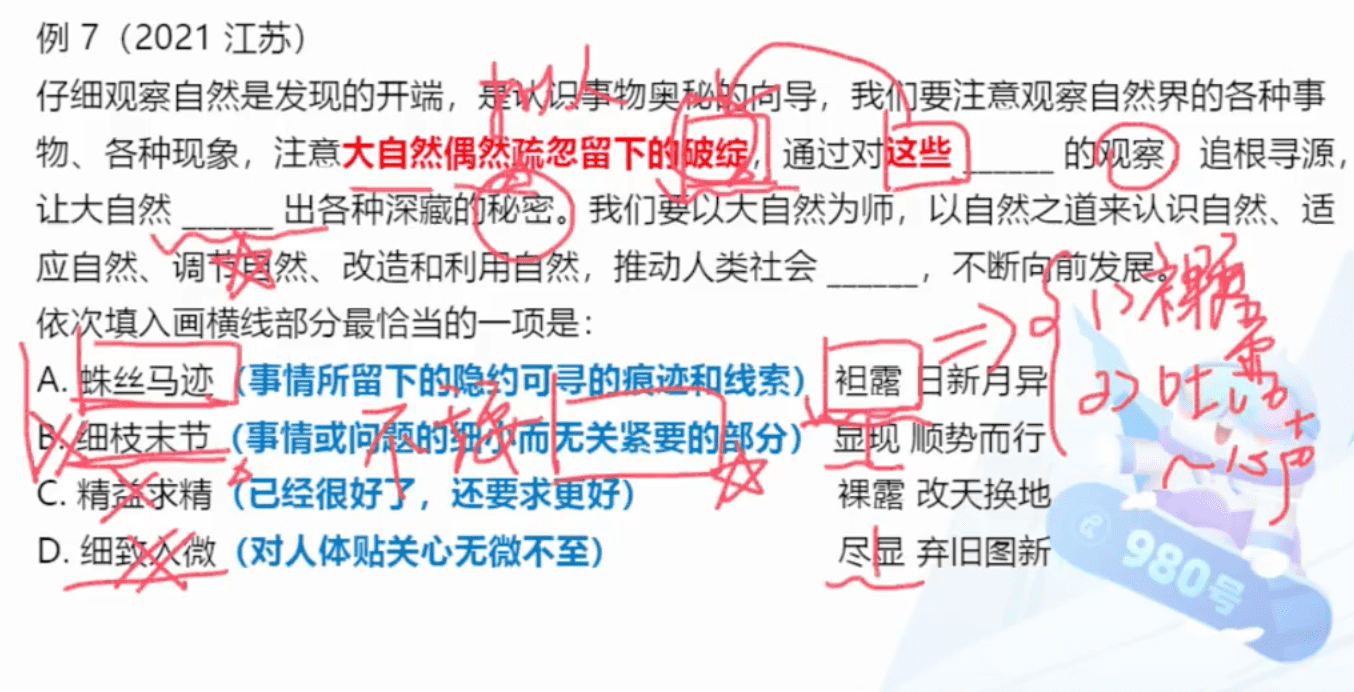 例 7（2021 江苏）
仔细观察自然是发现的开端，是认识事物奥秘的向导，我们要注意观察自然界的各种事
物、各种现象，注意大自然偶然疏忽留下的破绽，通过对这些 ______ 的观察，追根寻源，
让大自然 ______ 出各种深藏的秘密。我们要以大自然为师，以自然之道来认识自然、适
应自然、调节自然、改造和利用自然，推动人类社会 ______，不断向前发展。
依次填入画横线部分最恰当的一项是：
A. 蛛丝马迹（事情所留下的隐约可寻的痕迹和线索） 袒露 日新月异
B. 细枝末节（事情或问题的细小而无关紧要的部分） 显现 顺势而行
C. 精益求精（已经很好了，还要求更好） 裸露 改天换地
D. 细致入微（对人体贴关心无微不至） 尽显 弃旧图新
拟人
1) 裸露
2) 吐露
~心声
980号